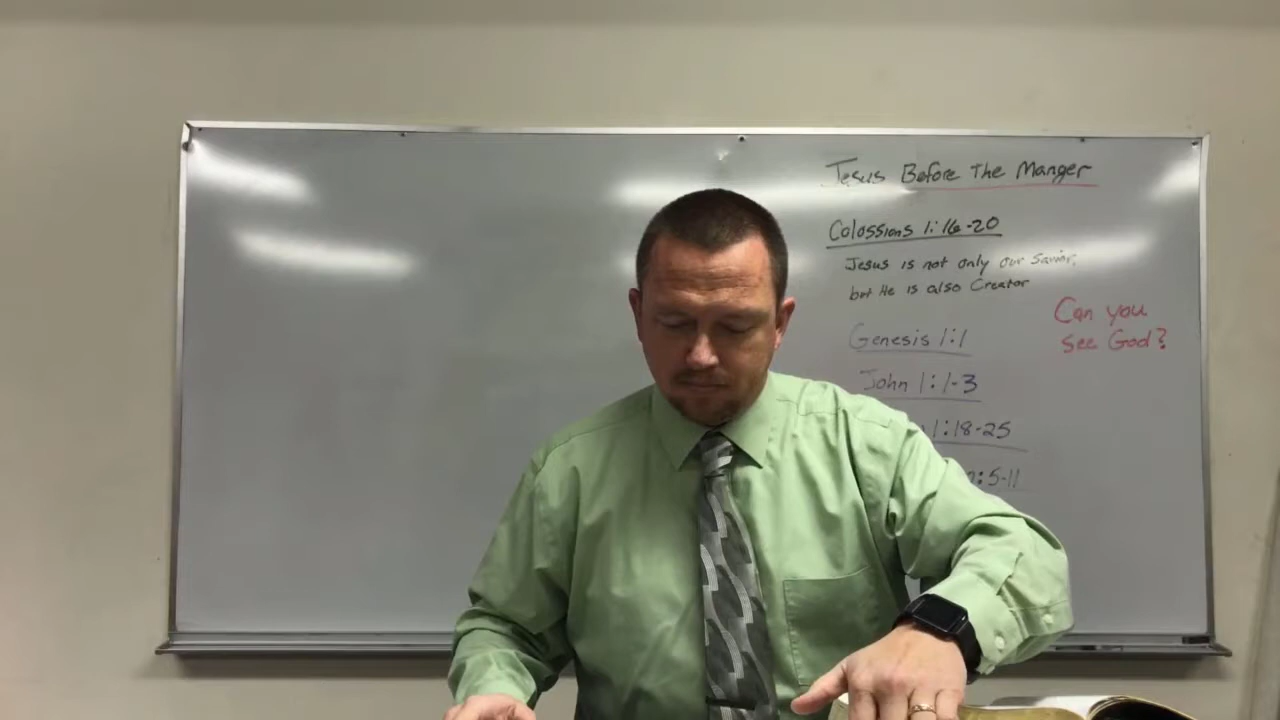 Jesus Before The Manger
Colossians 1:16-20
Jesus is not only our Savior,
but He is also Creator
Can you
see God?
Genesis 1:1
John 1:1-3
1:18-25
:5-11